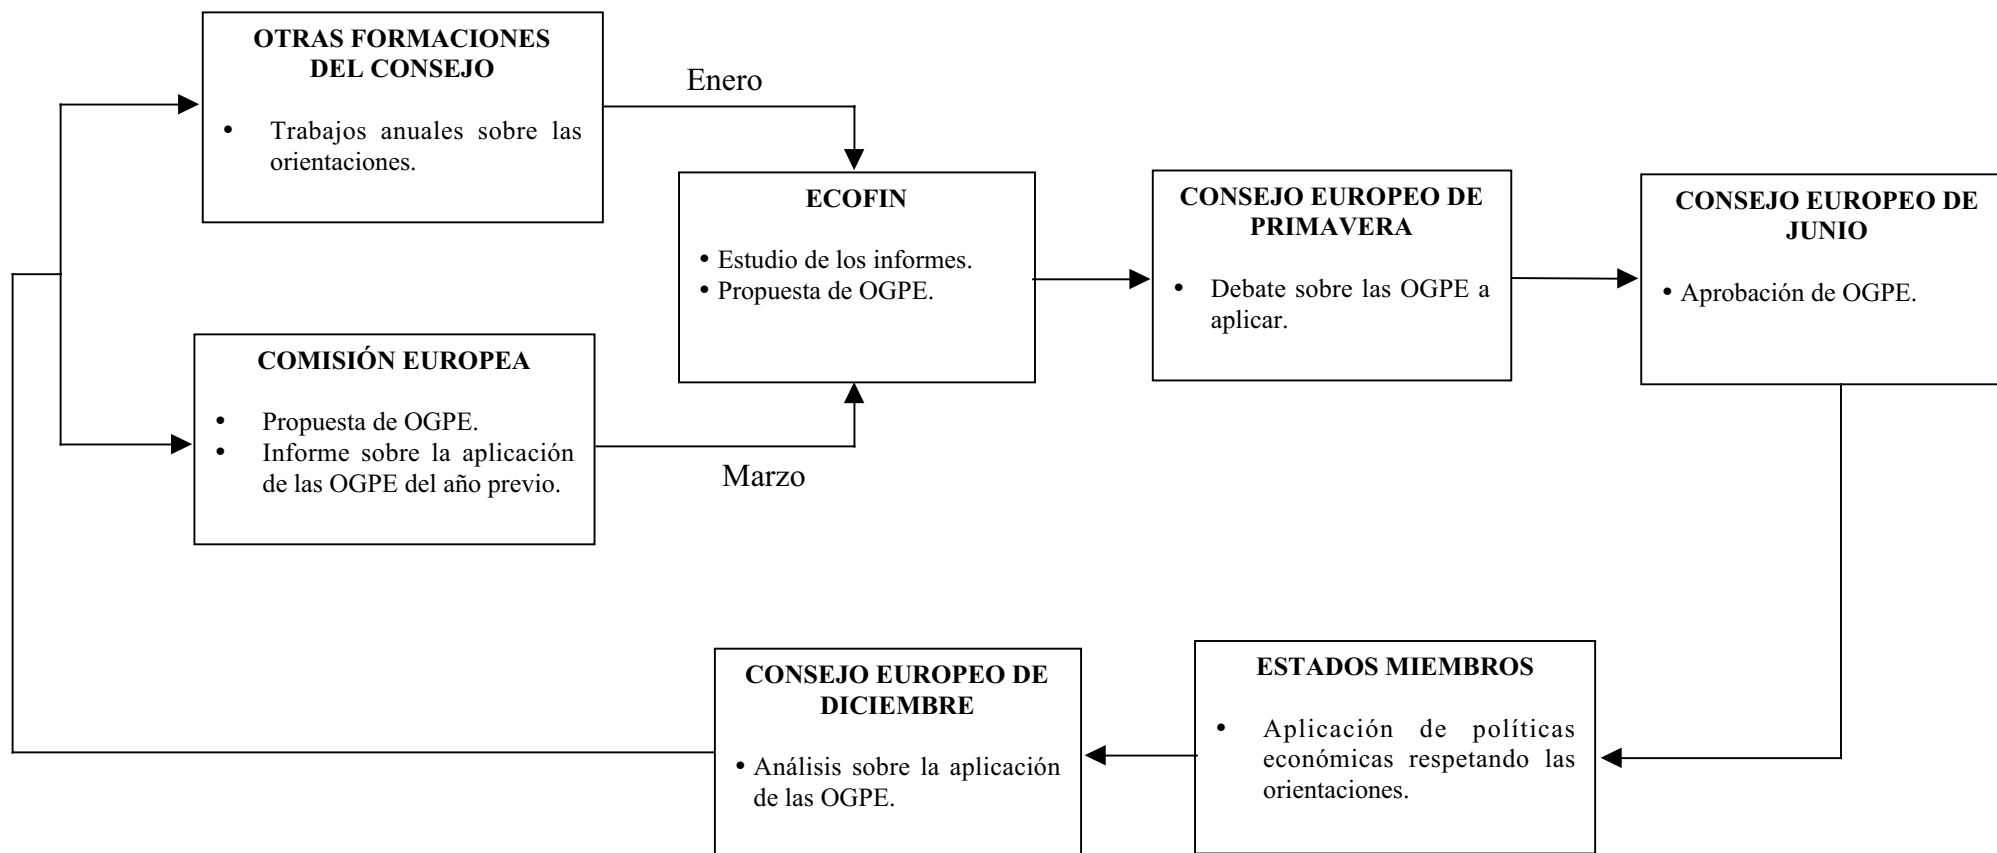 OTRAS FORMACIONES
DEL CONSEJO
• Trabajos anuales sobre las
orientaciones.
Enero
COMISIÓN EUROPEA
• Propuesta de OGPE.
• Informe sobre la aplicación
de las OGPE del año previo.
Marzo
ECOFIN
• Estudio de los informes.
• Propuesta de OGPE.
CONSEJO EUROPEO DE
PRIMAVERA
• Debate sobre las OGPE a
aplicar.
CONSEJO EUROPEO DE
JUNIO
• Aprobación de OGPE.
ESTADOS MIEMBROS
• Aplicación de políticas
económicas respetando las
orientaciones.
CONSEJO EUROPEO DE
DICIEMBRE
• Análisis sobre la aplicación
de las OGPE.